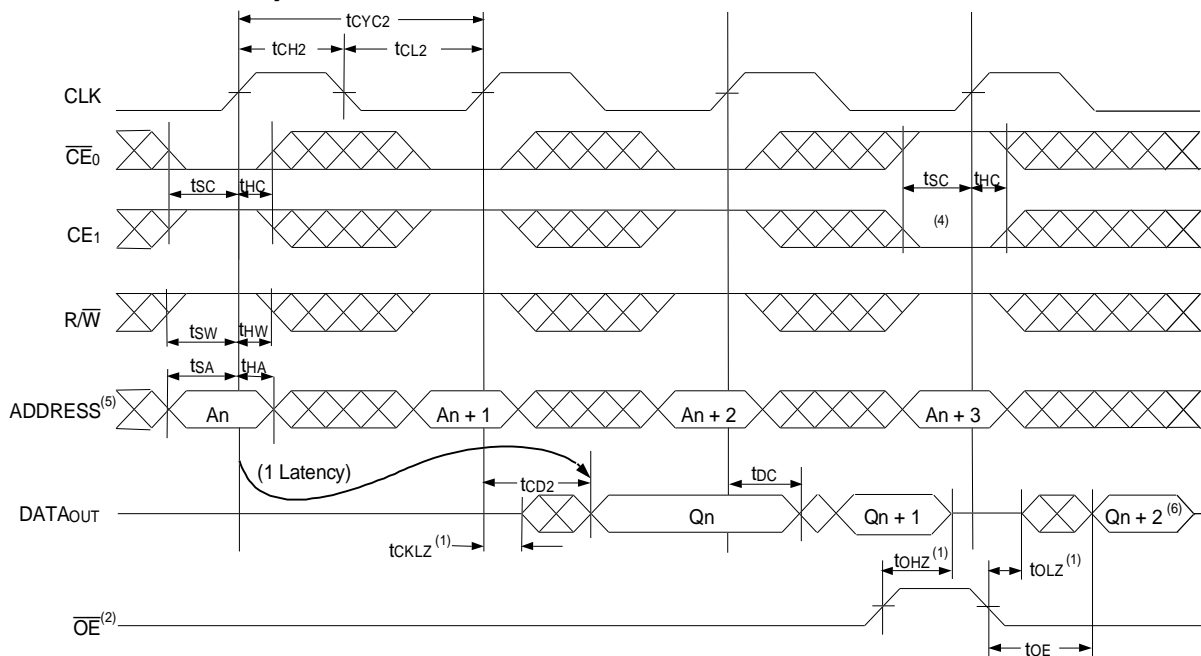 tCYC2
tCH2
tCL2
CLK
CE0
tSC
tHC
tSC
tHC
CE1
(4)
R/W
tSW
tHW
tSA
tHA
ADDRESS(5)
An
An + 1
An + 2
An + 3
(1 Latency)
tCD2
tDC
DATAOUT
Qn
Qn + 1
Qn + 2 (6)
tCKLZ (1)
tOHZ (1)
tOLZ (1)
OE(2)
tOE